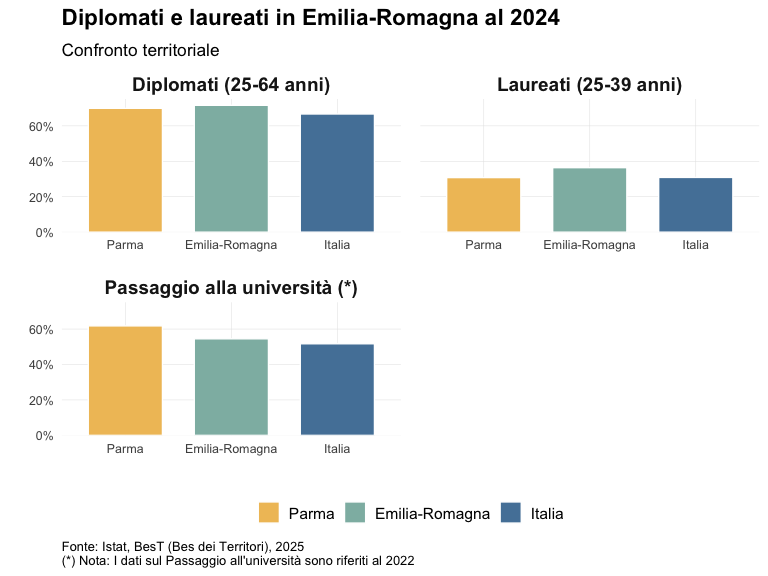 Diplomati e laureati in Emilia-Romagna al 2024
Confronto territoriale
Diplomati (25-64 anni)
60%
40%
20%
0%
Parma Emilia-Romagna Italia
Laureati (25-39 anni)
Parma Emilia-Romagna Italia
Passaggio alla università (*)
60%
40%
20%
0%
Parma Emilia-Romagna Italia
Parma Emilia-Romagna Italia
Fonte: Istat, BesT (Bes dei Territori), 2025
(*) Nota: I dati sul Passaggio all'università sono riferiti al 2022